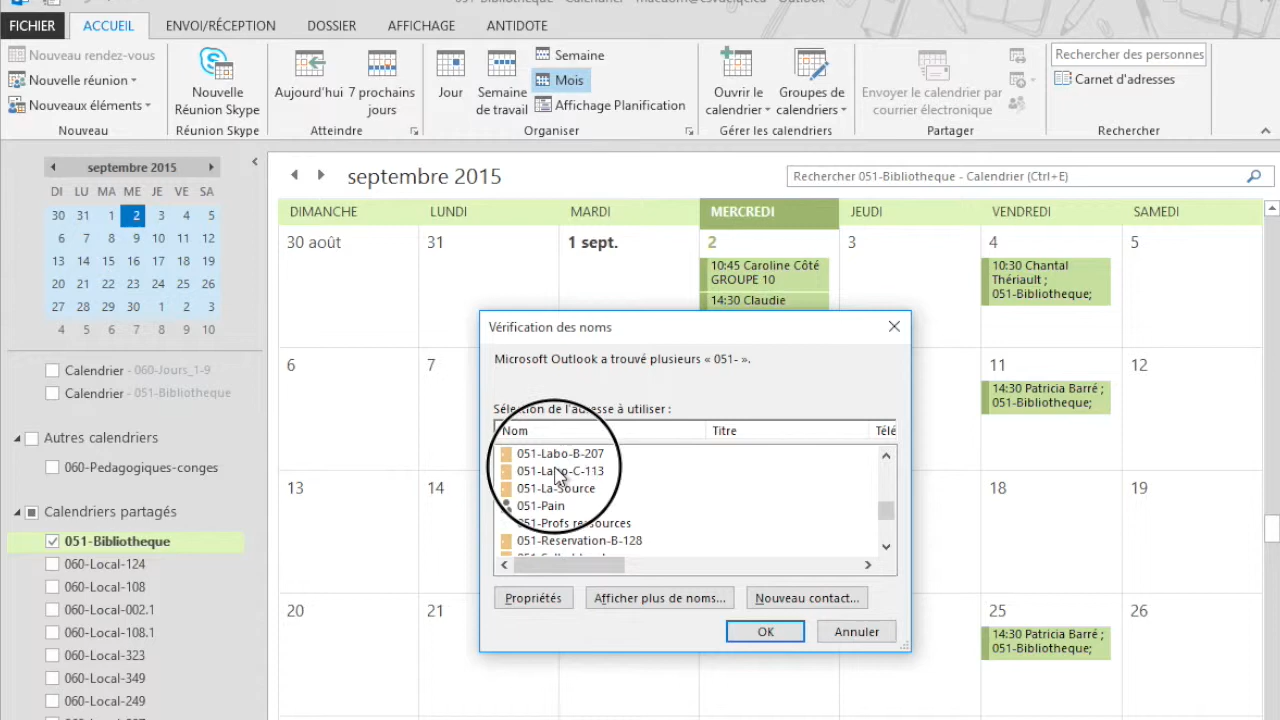 051-Bibliotheque - Calendrier - macdom@csvdc.qc.ca - Outlook
FICHIER ACCUEIL ENVOI/RÉCEPTION DOSSIER AFFICHAGE ANTIDOTE
Nouveau rendez-vous
Nouvelle réunion
Nouveaux éléments
Nouveau
Nouvelle
Réunion Skype
Réunion Skype
Aujourd'hui
7 prochains
jours
Atteindre
Jour
Semaine
de travail
Semaine
Mois
Affichage Planification
Organiser
Ouvrir le
calendrier
Groupes de
calendriers
Gérer les calendriers
Envoyer le calendrier par
courrier électronique
Partager
Rechercher des personnes
Carnet d'adresses
Rechercher
septembre 2015
DI LU MA ME JE VE SA
30 31 1 2 3 4 5
6 7 8 9 10 11 12
13 14 15 16 17 18 19
20 21 22 23 24 25 26
27 28 29 30 1 2 3
4 5 6 7 8 9 10
Calendrier - 060-Jours_1-9
Calendrier - 051-Bibliotheque
Autres calendriers
060-Pedagogiques-conges
Calendriers partagés
051-Bibliotheque
060-Local-124
060-Local-108
060-Local-002.1
060-Local-108.1
060-Local-323
060-Local-349
060-Local-249
septembre 2015
Rechercher 051-Bibliotheque - Calendrier (Ctrl+E)
DIMANCHE LUNDI MARDI MERCREDI JEUDI VENDREDI SAMEDI
30 août 31 1 sept. 2 3 4 5
10:45 Caroline Côté
GROUPE 10
14:30 Claudie
10:30 Chantal
Thériault ;
051-Bibliotheque;
6 7 11 12
14:30 Patricia Barré ;
051-Bibliotheque;
13 14 18 19
20 21 25 26
14:30 Patricia Barré ;
051-Bibliotheque;
Vérification des noms
Microsoft Outlook a trouvé plusieurs « 051- ».
Sélection de l'adresse à utiliser :
Nom Titre Télé
051-Labo-B-207
051-Labo-C-113
051-La-Source
051-Pain
051-Profs ressources
051-Reservation-B-128
Propriétés Afficher plus de noms... Nouveau contact...
OK Annuler